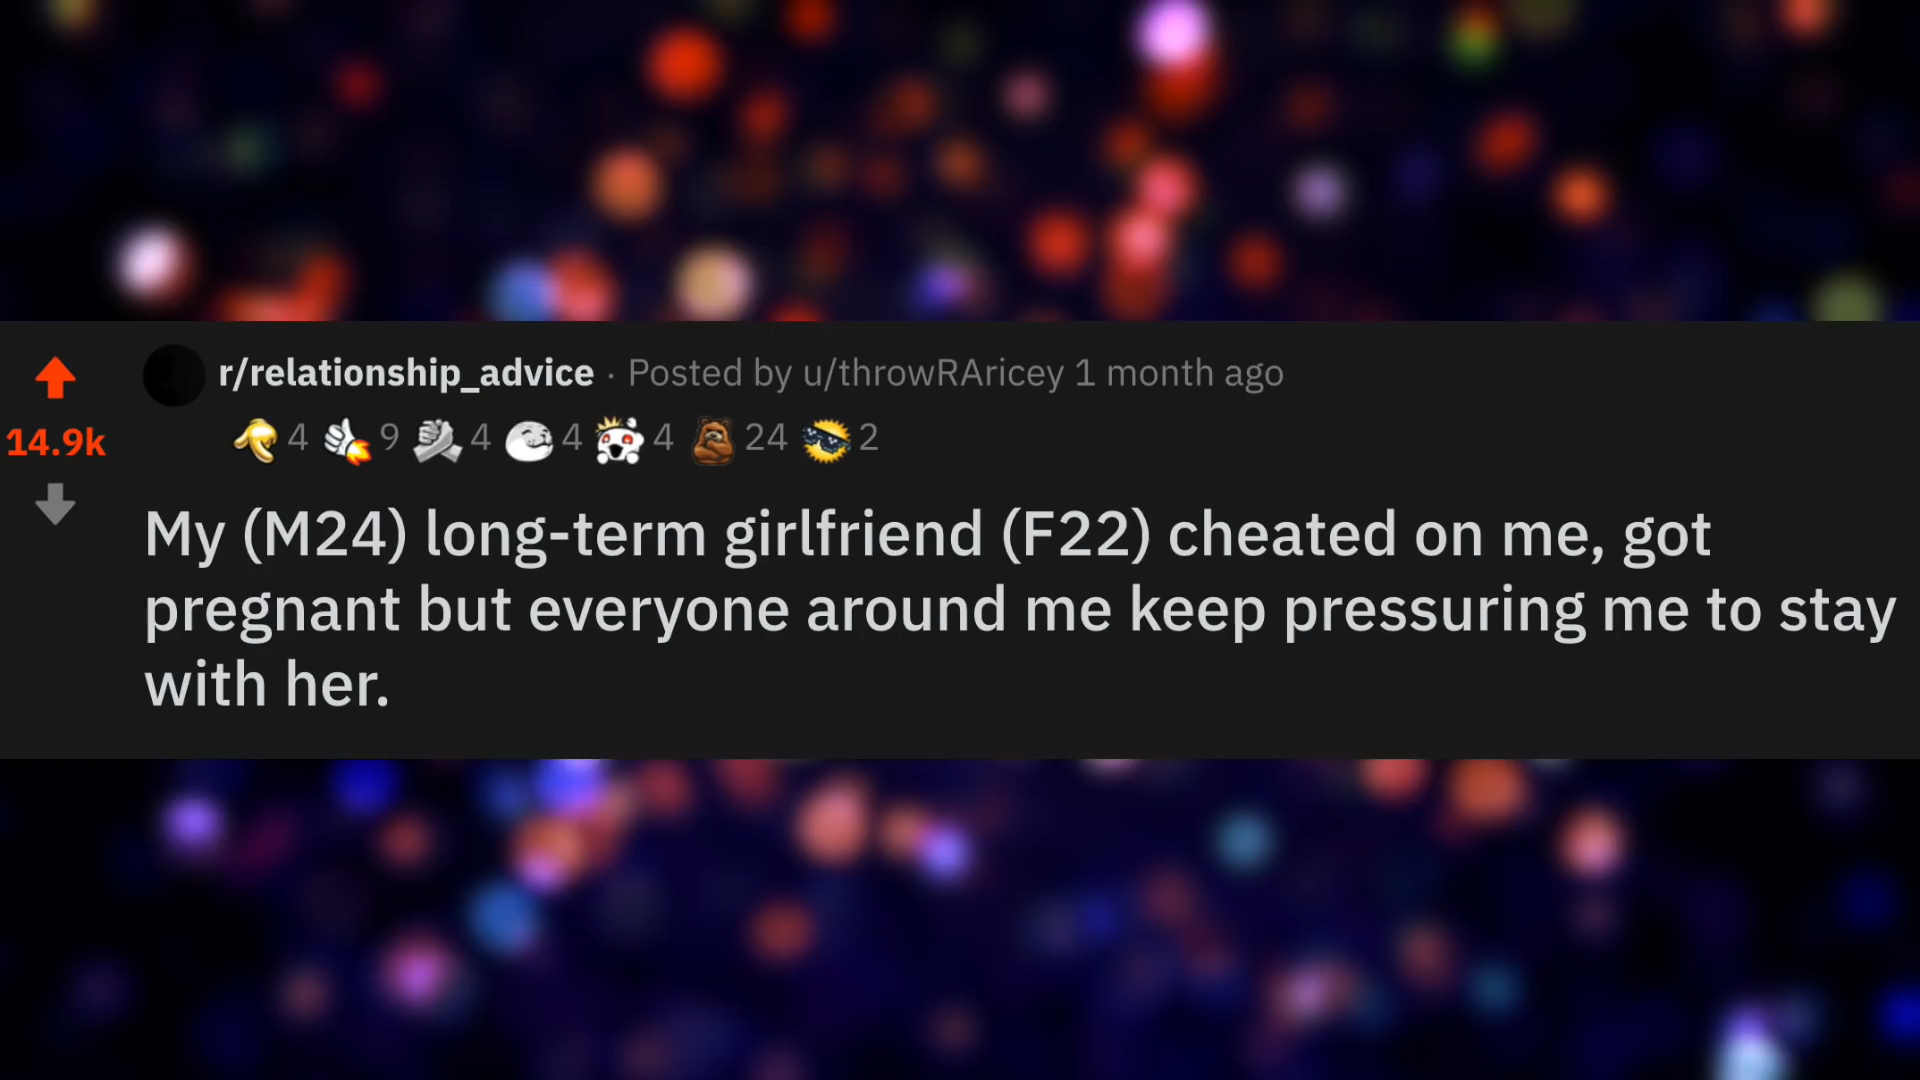 r/relationship_advice · Posted by u/throwRAricey 1 month ago
4 9 4 4 4 24 2
14.9k
My (M24) long-term girlfriend (F22) cheated on me, got
pregnant but everyone around me keep pressuring me to stay
with her.